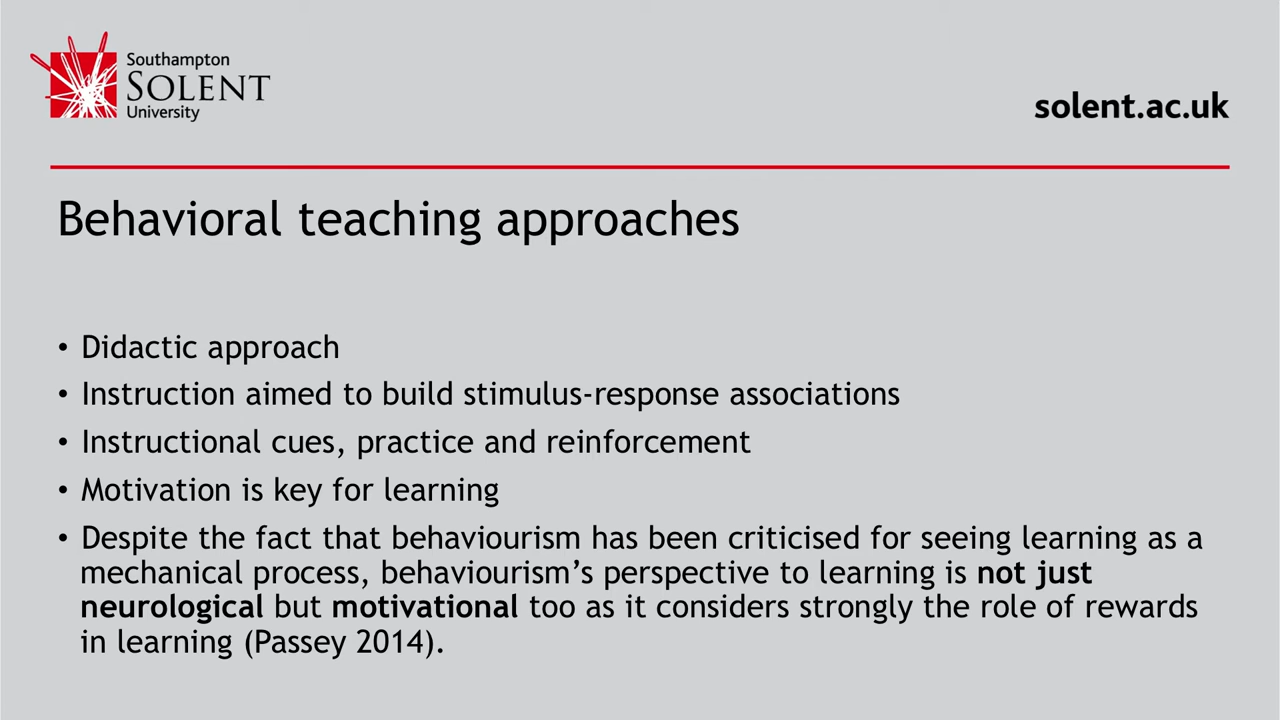 Southampton
SOLENT
University
solent.ac.uk
Behavioral teaching approaches
• Didactic approach
• Instruction aimed to build stimulus-response associations
• Instructional cues, practice and reinforcement
• Motivation is key for learning
• Despite the fact that behaviourism has been criticised for seeing learning as a
mechanical process, behaviourism’s perspective to learning is not just
neurological but motivational too as it considers strongly the role of rewards
in learning (Passey 2014).